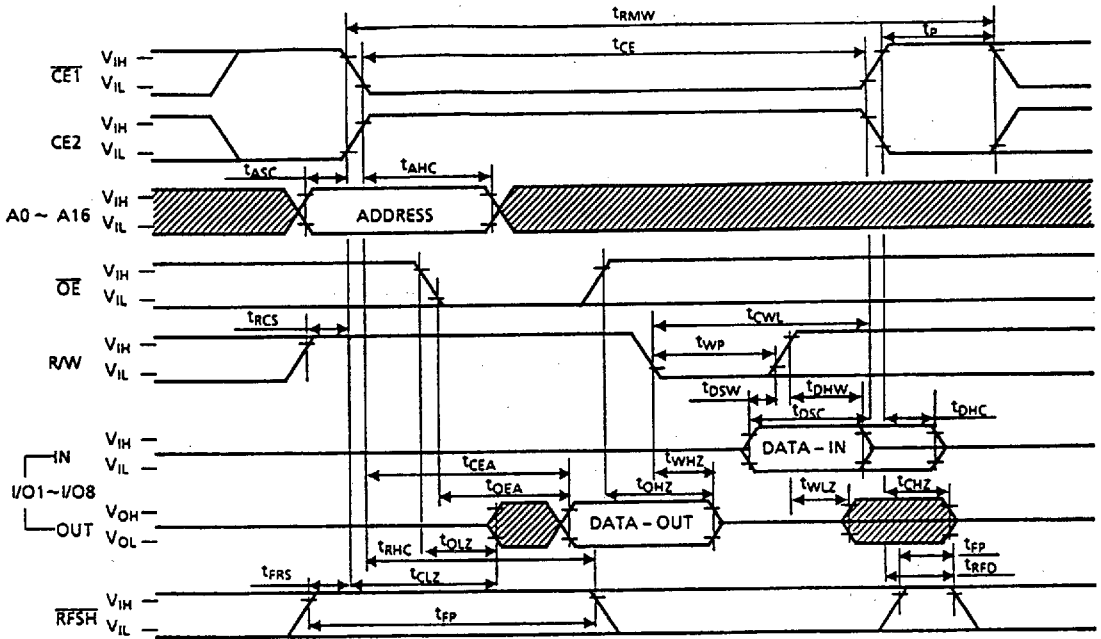 tRMW
tP
tCE
CE1 VIH
VIL
CE2 VIH
VIL
tASC tAHC
A0 ~ A16 VIH
VIL
ADDRESS
OE VIH
VIL
tRCS tCWL
R/W VIH
VIL
tWP
tDSW tDHW
tDSC tDHC
IN VIH
VIL
DATA-IN
I/O1~I/O8
tCEA tWHZ
tOEA tOHZ tWLZ tCHZ
OUT VOH
VOL
DATA-OUT
tOLZ tFP
tRHC tRFD
tFRS tCLZ
RFSH VIH
VIL
tFP